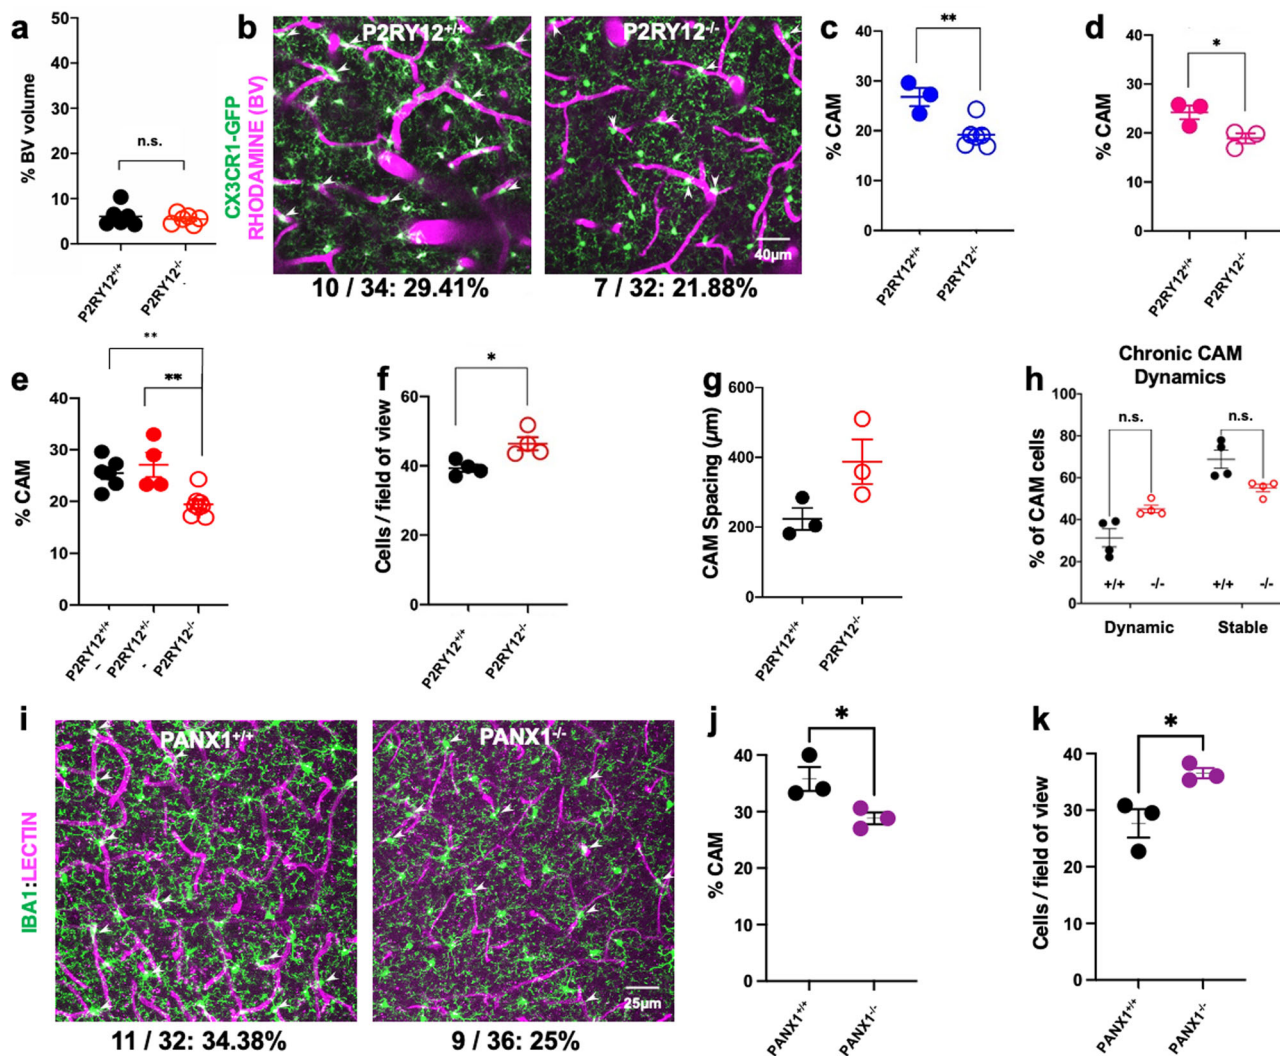 a
50
40
30
20
10
0
% BV volume
n.s.
P2RY12+/+
P2RY12-/-
b
CX3CR1-GFP
RHODAMINE (BV)
P2RY12+/+
P2RY12-/-
40µm
10 / 34: 29.41%
7 / 32: 21.88%
c
40
30
20
10
0
% CAM
**
P2RY12+/+
P2RY12-/-
d
40
30
20
10
0
% CAM
*
P2RY12+/+
P2RY12-/-
e
40
30
20
10
0
% CAM
**
**
P2RY12+/+
P2RY12+/-
P2RY12-/-
f
60
40
20
0
Cells / field of view
*
P2RY12+/+
P2RY12-/-
g
600
400
200
0
CAM Spacing (µm)
P2RY12+/+
P2RY12-/-
h
Chronic CAM
Dynamics
100
80
60
40
20
0
% of CAM cells
n.s.
n.s.
+/+ -/- +/+ -/-
Dynamic Stable
i
IBA1:LECTIN
PANX1+/+
PANX1-/-
25µm
11 / 32: 34.38%
9 / 36: 25%
j
40
30
20
10
0
% CAM
*
PANX1+/+
PANX1-/-
k
40
30
20
10
0
Cells / field of view
*
PANX1+/+
PANX1-/-